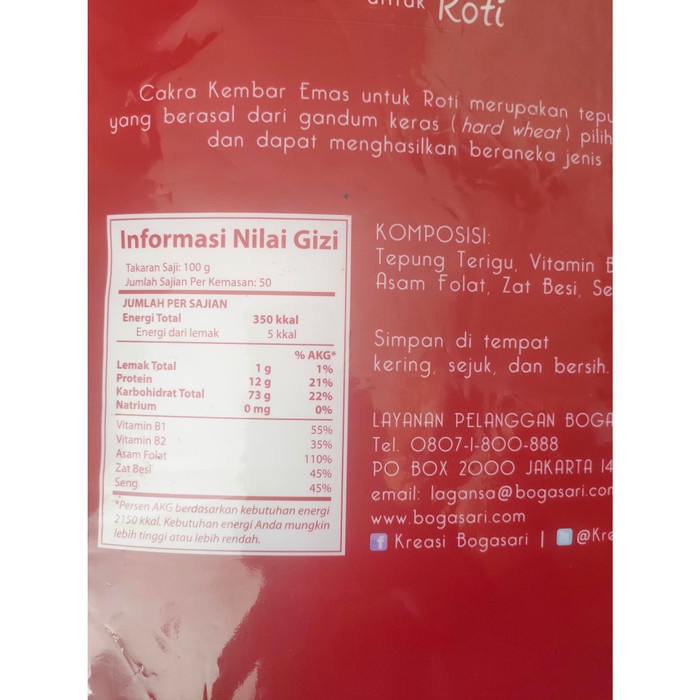 untuk Roti
Cakra Kembar Emas untuk Roti merupakan tepu
yang berasal dari gandum keras (hard wheat) pilih
dan dapat menghasilkan beraneka jenis
Informasi Nilai Gizi
Takaran Saji: 100 g
Jumlah Sajian Per Kemasan: 50
JUMLAH PER SAJIAN
Energi Total 350 kkal
Energi dari lemak 5 kkal
% AKG*
Lemak Total 1 g 1%
Protein 12 g 21%
Karbohidrat Total 73 g 22%
Natrium 0 mg 0%
Vitamin B1 55%
Vitamin B2 35%
Asam Folat 110%
Zat Besi 45%
Seng 45%
*Persen AKG berdasarkan kebutuhan energi
2150 kkal. Kebutuhan energi Anda mungkin
lebih tinggi atau lebih rendah.
KOMPOSISI:
Tepung Terigu, Vitamin B
Asam Folat, Zat Besi, Se
Simpan di tempat
kering, sejuk, dan bersih.
LAYANAN PELANGGAN BOGA
Tel. 0807-1-800-888
PO BOX 2000 JAKARTA 14
email: lagansa@bogasari.com
www.bogasari.com
Kreasi Bogasari | @Kre